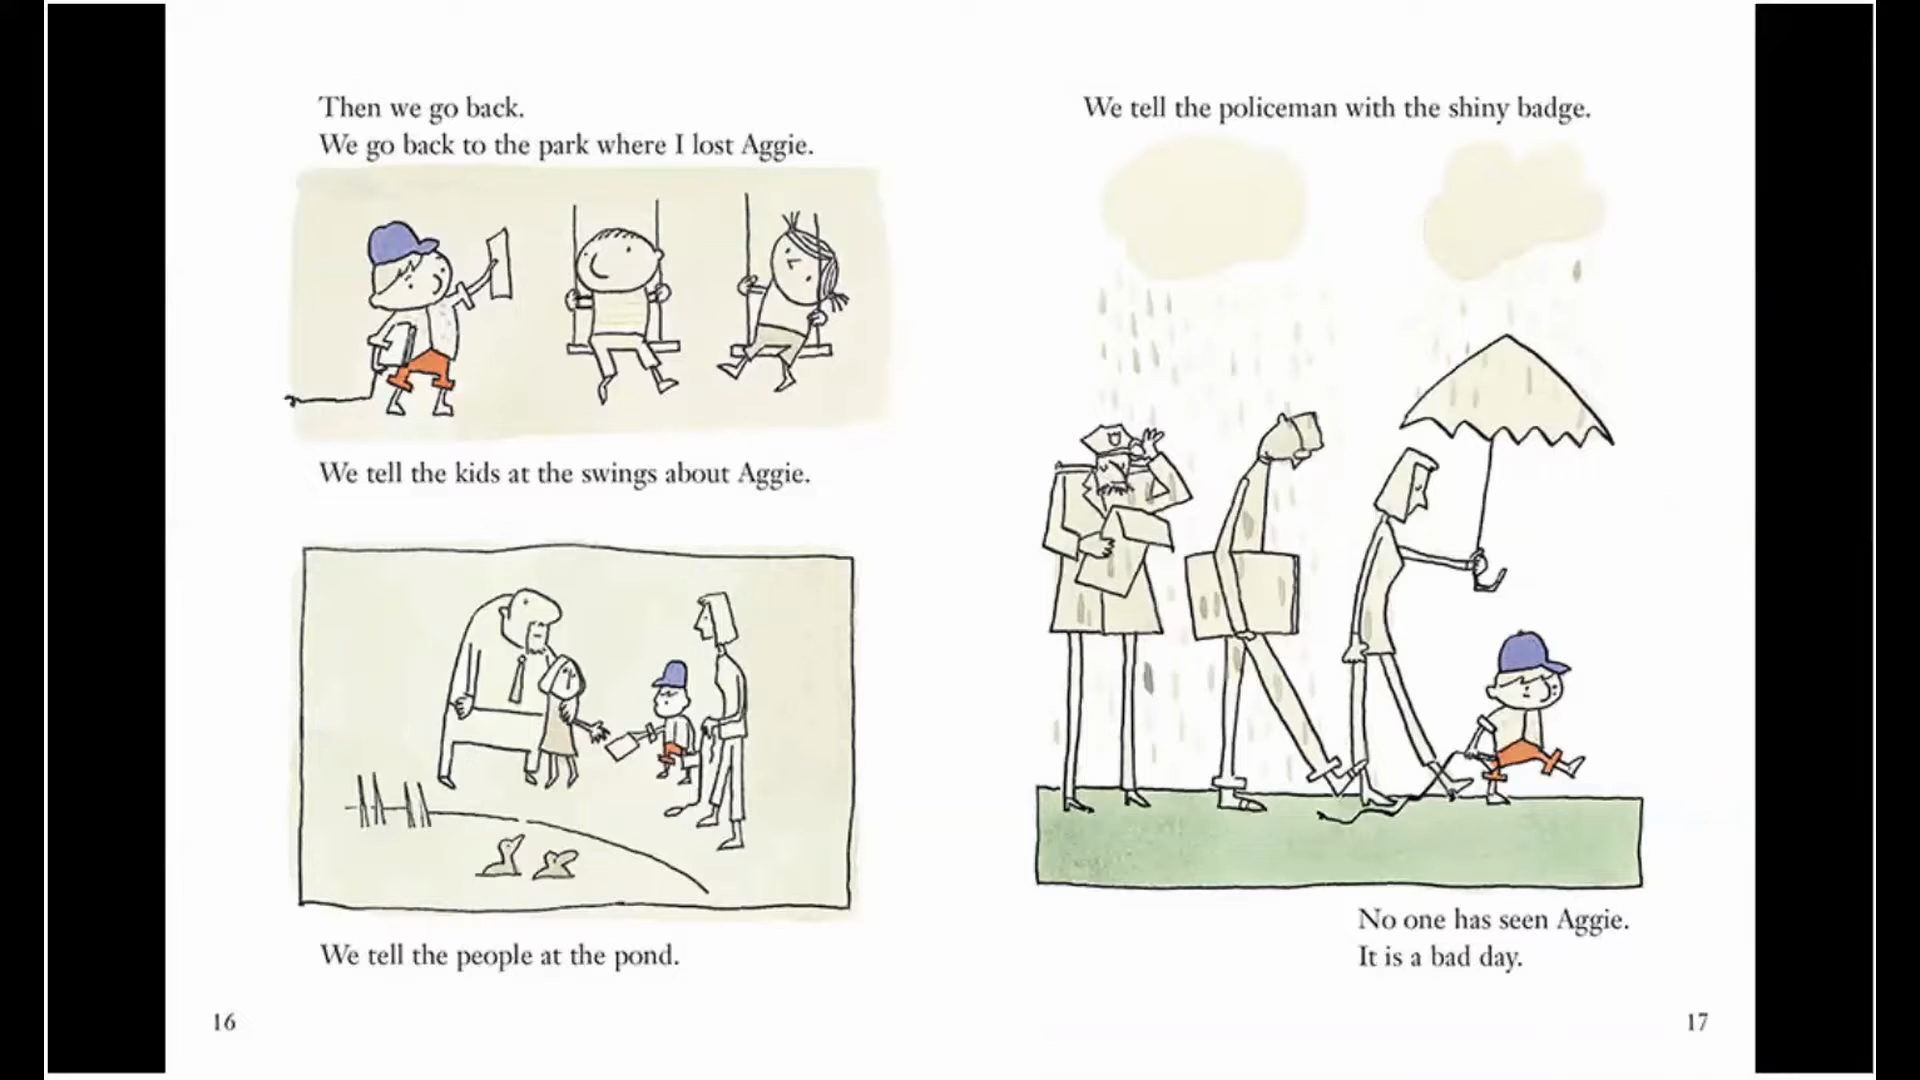 Then we go back.
We go back to the park where I lost Aggie.
We tell the kids at the swings about Aggie.
We tell the people at the pond.
16
We tell the policeman with the shiny badge.
No one has seen Aggie.
It is a bad day.
17